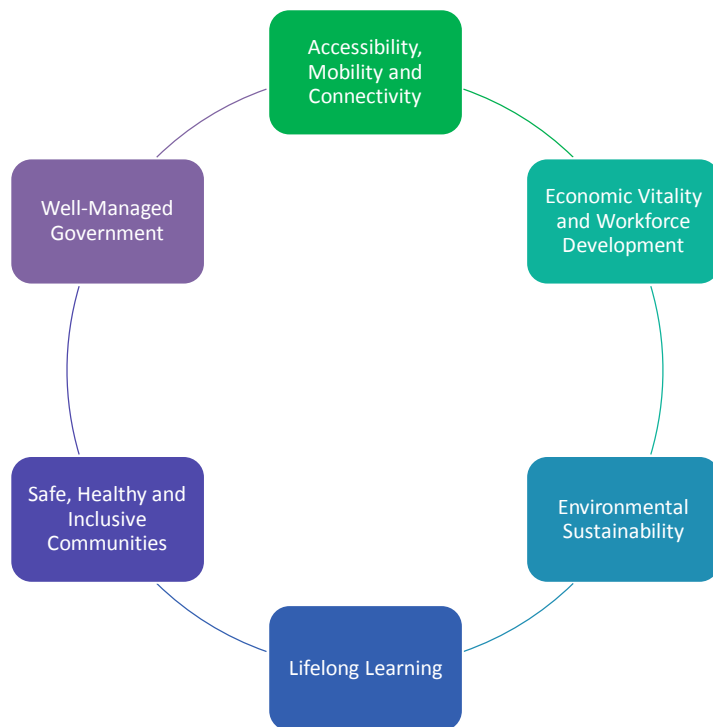 Accessibility,
Mobility and
Connectivity
Economic Vitality
and Workforce
Development
Environmental
Sustainability
Lifelong Learning
Safe, Healthy and
Inclusive
Communities
Well-Managed
Government